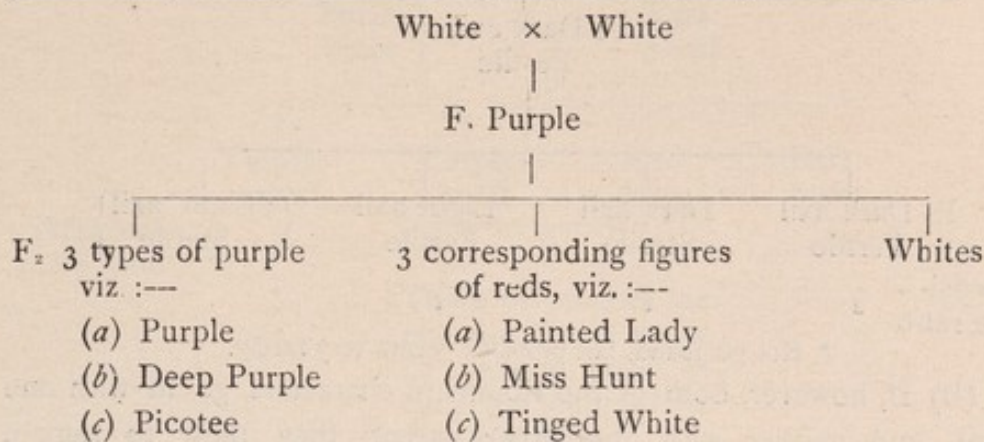 White × White
F. Purple
F₂ 3 types of purple 3 corresponding figures Whites
viz :— of reds, viz. :—
(a) Purple (a) Painted Lady
(b) Deep Purple (b) Miss Hunt
(c) Picotee (c) Tinged White